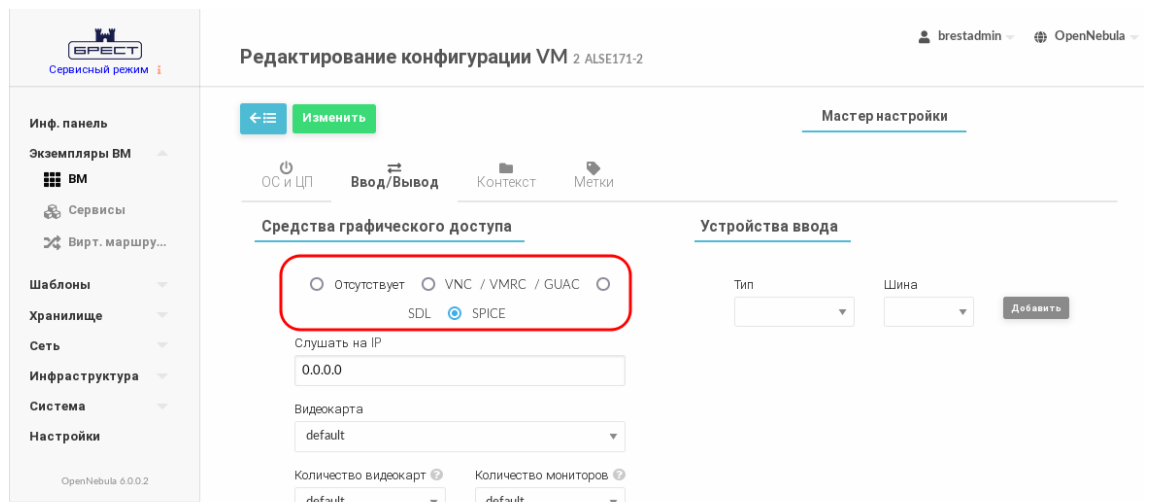 БРЕСТ
Сервисный режим i
brestadmin
OpenNebula
Редактирование конфигурации VM 2 ALSE171-2
Изменить
Мастер настройки
Инф. панель
Экземпляры ВМ
ВМ
Сервисы
Вирт. маршру...
Шаблоны
Хранилище
Сеть
Инфраструктура
Система
Настройки
OpenNebula 6.0.0.2
ОС и ЦП
Ввод/Вывод
Контекст
Метки
Средства графического доступа
Отсутствует VNC / VMRC / GUAC
SDL SPICE
Слушать на IP
0.0.0.0
Видеокарта
default
Количество видеокарт ? Количество мониторов ?
default default
Устройства ввода
Тип Шина
Добавить